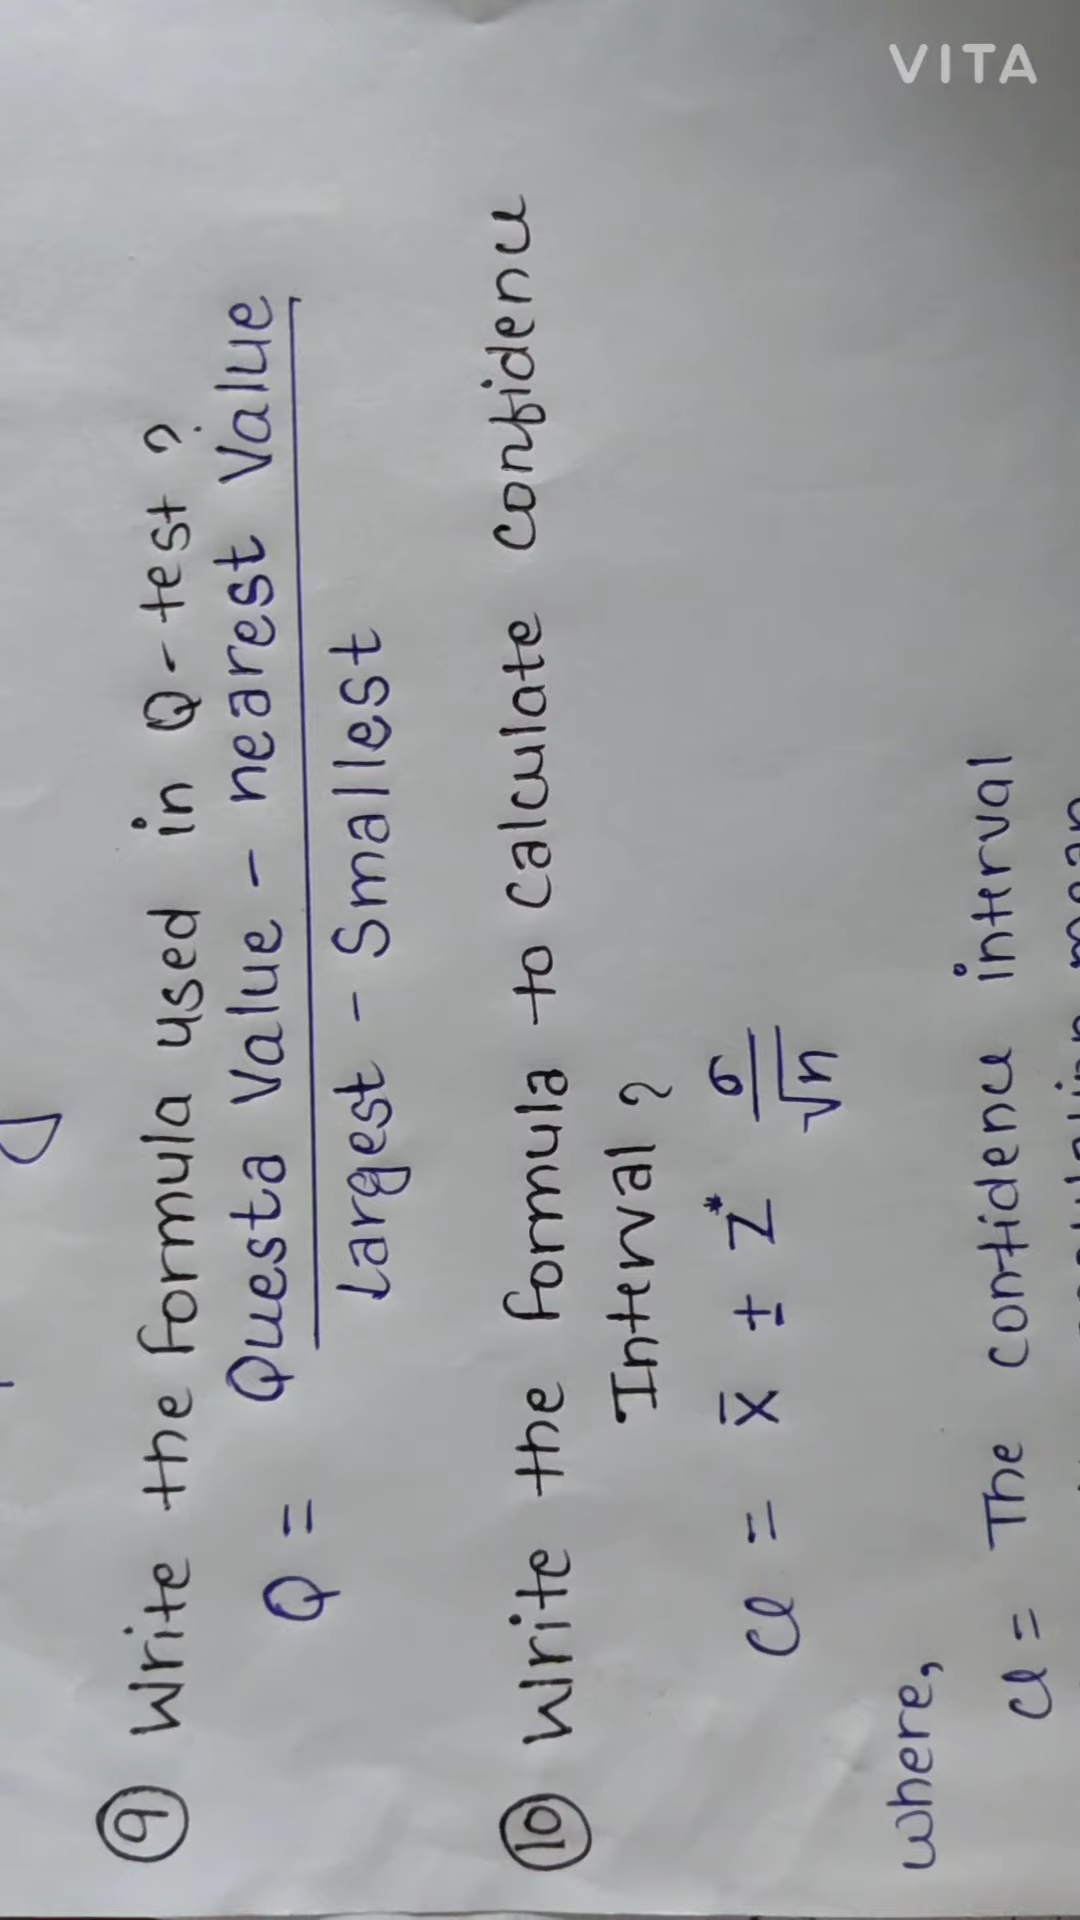 VITA
9 Write the formula used in Q-test ?
Q = Questa Value - nearest Value
Largest - Smallest
10 Write the formula to calculate confidence
Interval ?
CI = x̄ ± Z* σ/√n
where,
CI = The confidence interval
mean